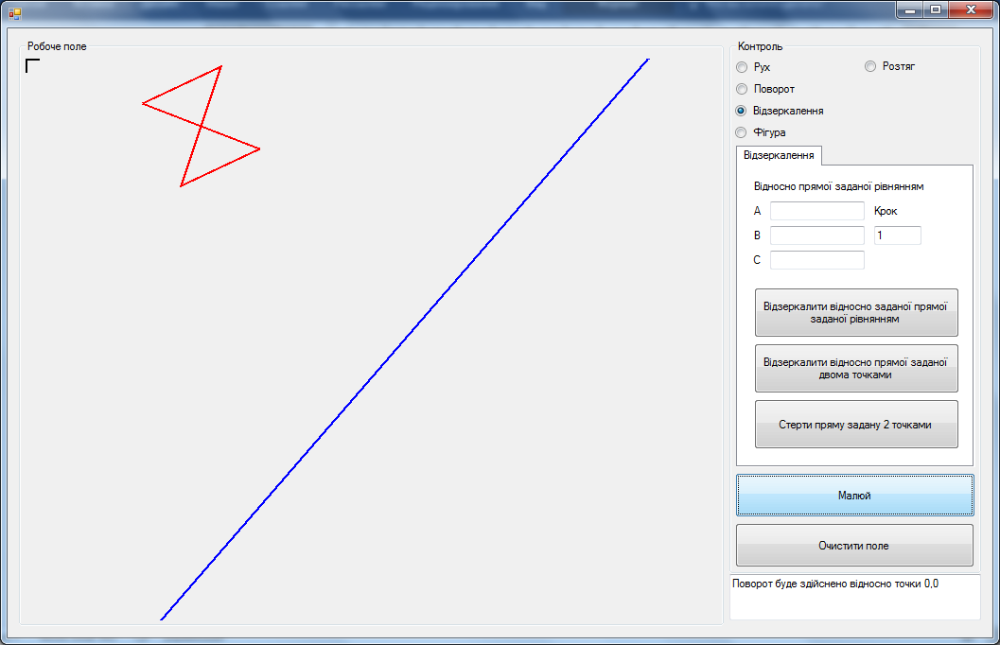 Робоче поле
Контроль
Рух
Розтяг
Поворот
Відзеркалення
Фігура
Відзеркалення
Відносно прямої заданої рівнянням
A
Крок
B
1
C
Відзеркалити відносно заданої прямої
заданої рівнянням
Відзеркалити відносно прямої заданої
двома точками
Стерти пряму задану 2 точками
Малюй
Очистити поле
Поворот буде здійснено відносно точки 0,0